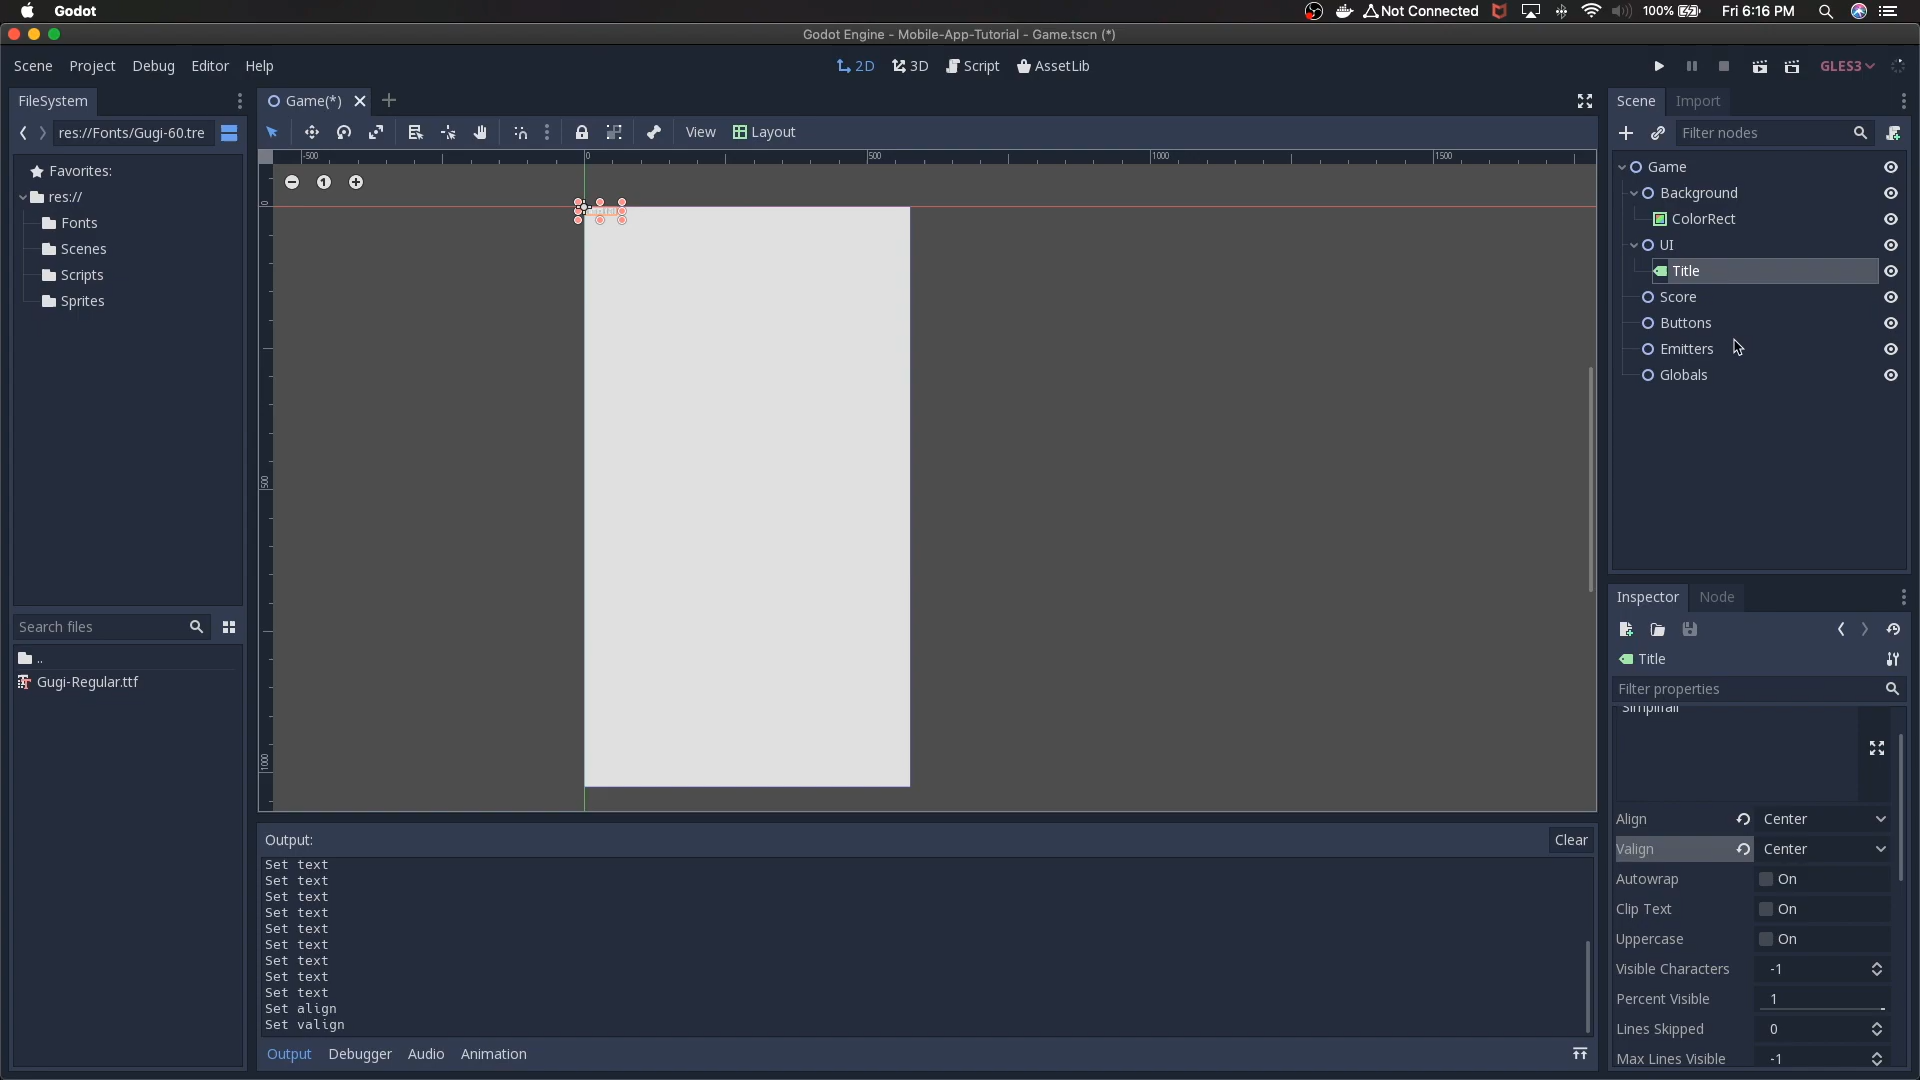 Godot
Not Connected
100%
Fri 6:16 PM
Godot Engine - Mobile-App-Tutorial - Game.tscn (*)
Scene Project Debug Editor Help
2D 3D Script AssetLib
GLES3
FileSystem
Game(*)
Scene Import
res://Fonts/Gugi-60.tre
View Layout
Filter nodes
Favorites:
res://
Fonts
Scenes
Scripts
Sprites
-500 0 500 1000 1500
0
500
1000
1
Game
Background
ColorRect
UI
Title
Score
Buttons
Emitters
Globals
Search files
..
Gugi-Regular.ttf
Inspector Node
Title
Filter properties
Align Center
Valign Center
Autowrap On
Clip Text On
Uppercase On
Visible Characters -1
Percent Visible 1
Lines Skipped 0
Max Lines Visible -1
Output: Clear
Set text
Set text
Set text
Set text
Set text
Set text
Set text
Set text
Set text
Set align
Set valign
Output Debugger Audio Animation